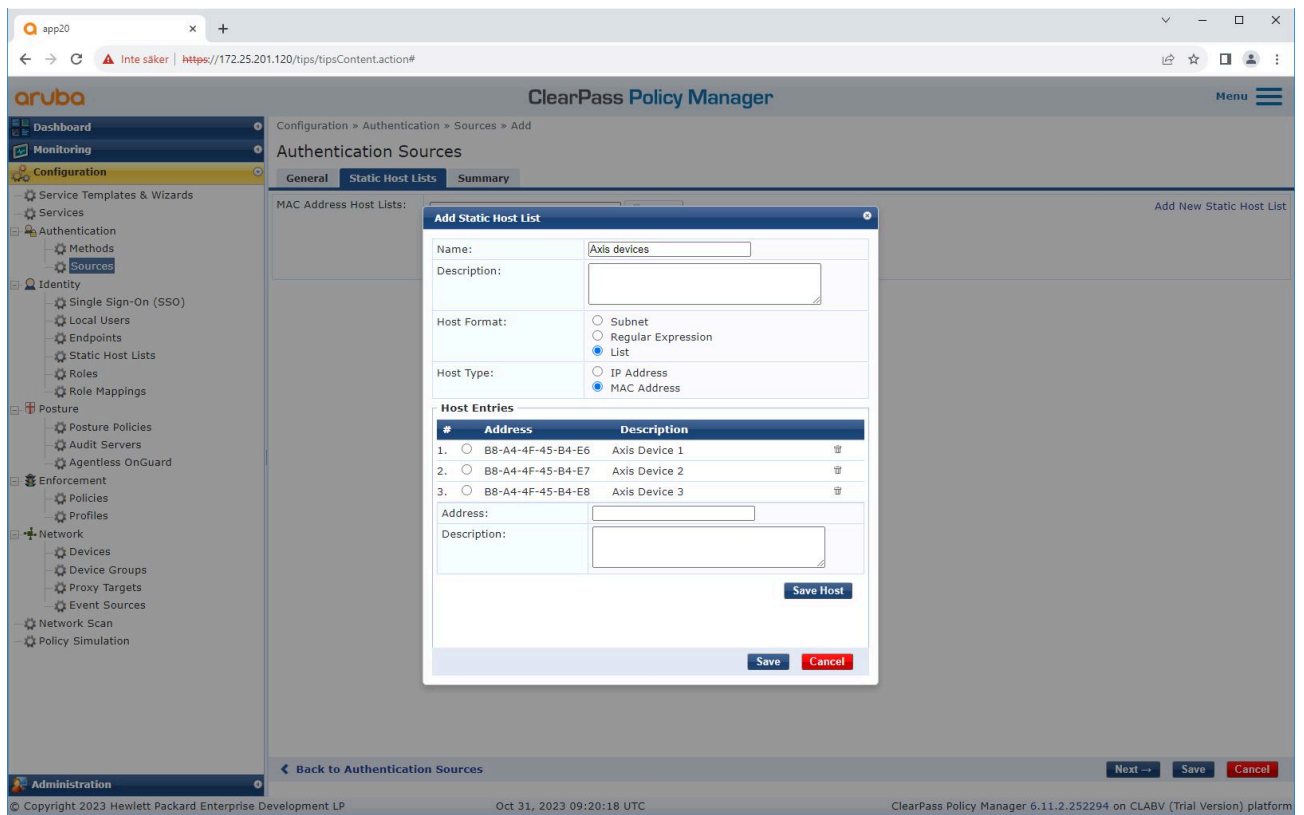 app20
Inte säker | https://172.25.201.120/tips/tipsContent.action#
aruba
ClearPass Policy Manager
Menu
Dashboard
Monitoring
Configuration
Service Templates & Wizards
Services
Authentication
Methods
Sources
Identity
Single Sign-On (SSO)
Local Users
Endpoints
Static Host Lists
Roles
Role Mappings
Posture
Posture Policies
Audit Servers
Agentless OnGuard
Enforcement
Policies
Profiles
Network
Devices
Device Groups
Proxy Targets
Event Sources
Network Scan
Policy Simulation
Administration
Configuration » Authentication » Sources » Add
Authentication Sources
General Static Host Lists Summary
MAC Address Host Lists:
Add New Static Host List
Add Static Host List
Name: Axis devices
Description:
Host Format: Subnet
Regular Expression
List
Host Type: IP Address
MAC Address
Host Entries
# Address Description
1. B8-A4-4F-45-B4-E6 Axis Device 1
2. B8-A4-4F-45-B4-E7 Axis Device 2
3. B8-A4-4F-45-B4-E8 Axis Device 3
Address:
Description:
Save Host
Save Cancel
Back to Authentication Sources
Next → Save Cancel
© Copyright 2023 Hewlett Packard Enterprise Development LP Oct 31, 2023 09:20:18 UTC ClearPass Policy Manager 6.11.2.252294 on CLABV (Trial Version) platform